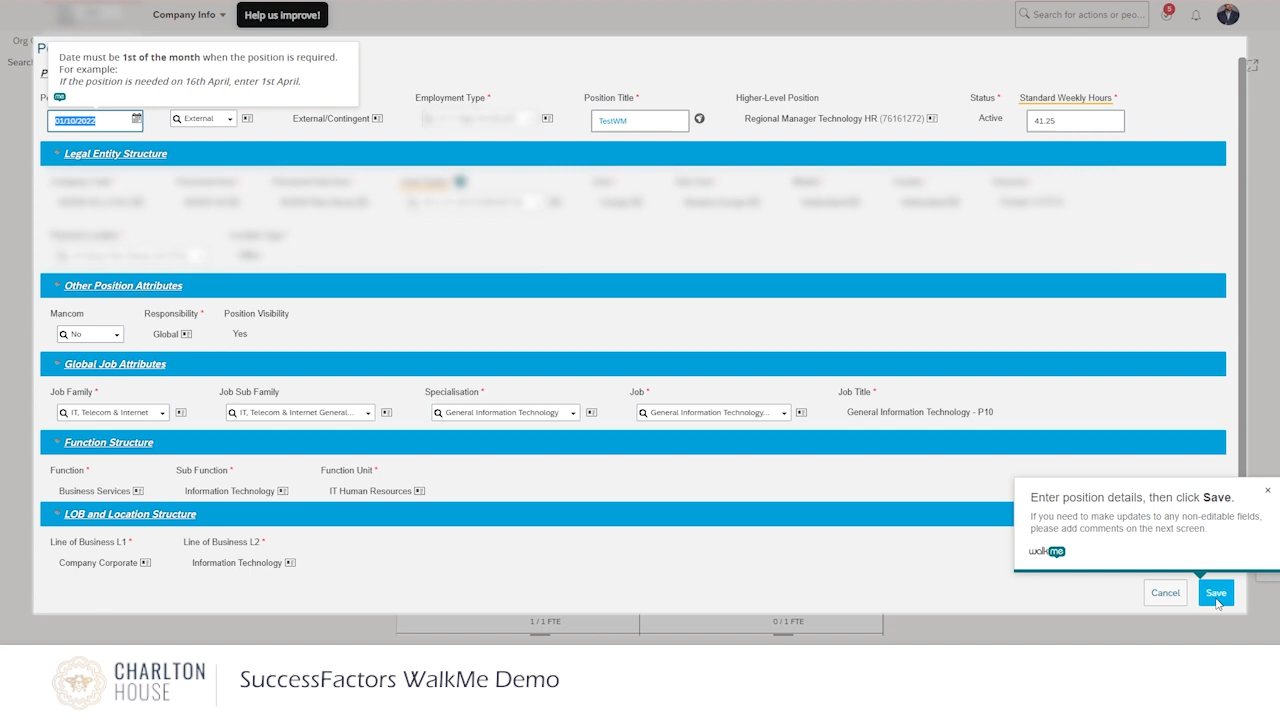 Company Info
Help us improve!
Search for actions or peo...
5
Org
Search
Date must be 1st of the month when the position is required.
For example:
If the position is needed on 16th April, enter 1st April.
me
Employment Type *
Position Title *
Higher-Level Position
Status *
Standard Weekly Hours *
01/10/2022
External
External/Contingent
TestWM
Regional Manager Technology HR (76161272)
Active
41.25
Legal Entity Structure
Other Position Attributes
Mancom
Responsibility *
Position Visibility
No
Global
Yes
Global Job Attributes
Job Family *
Job Sub Family
Specialisation *
Job *
Job Title *
IT, Telecom & Internet
IT, Telecom & Internet General...
General Information Technology
General Information Technology...
General Information Technology - P10
Function Structure
Function *
Sub Function *
Function Unit *
Business Services
Information Technology
IT Human Resources
LOB and Location Structure
Line of Business L1 *
Line of Business L2 *
Company Corporate
Information Technology
Enter position details, then click Save.
If you need to make updates to any non-editable fields,
please add comments on the next screen.
walkme
Cancel
Save
1 / 1 FTE
0 / 1 FTE
CHARLTON
HOUSE
SuccessFactors WalkMe Demo